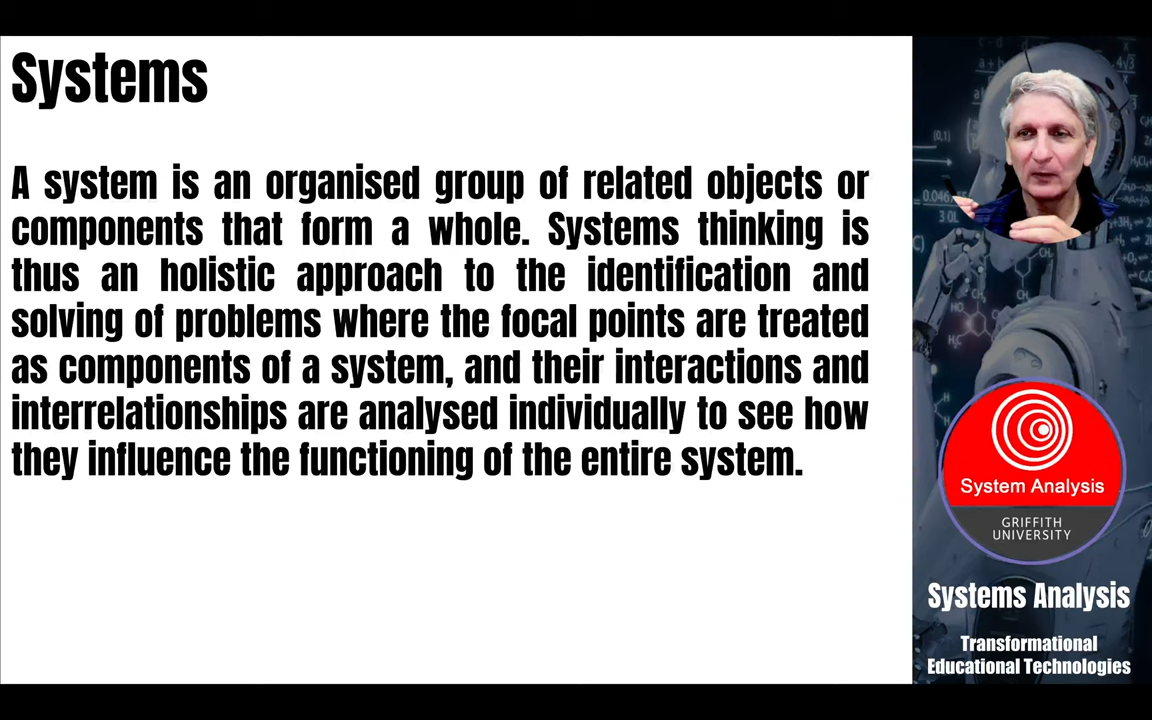 Systems
A system is an organised group of related objects or
components that form a whole. Systems thinking is
thus an holistic approach to the identification and
solving of problems where the focal points are treated
as components of a system, and their interactions and
interrelationships are analysed individually to see how
they influence the functioning of the entire system.
System Analysis
GRIFFITH
UNIVERSITY
Systems Analysis
Transformational
Educational Technologies